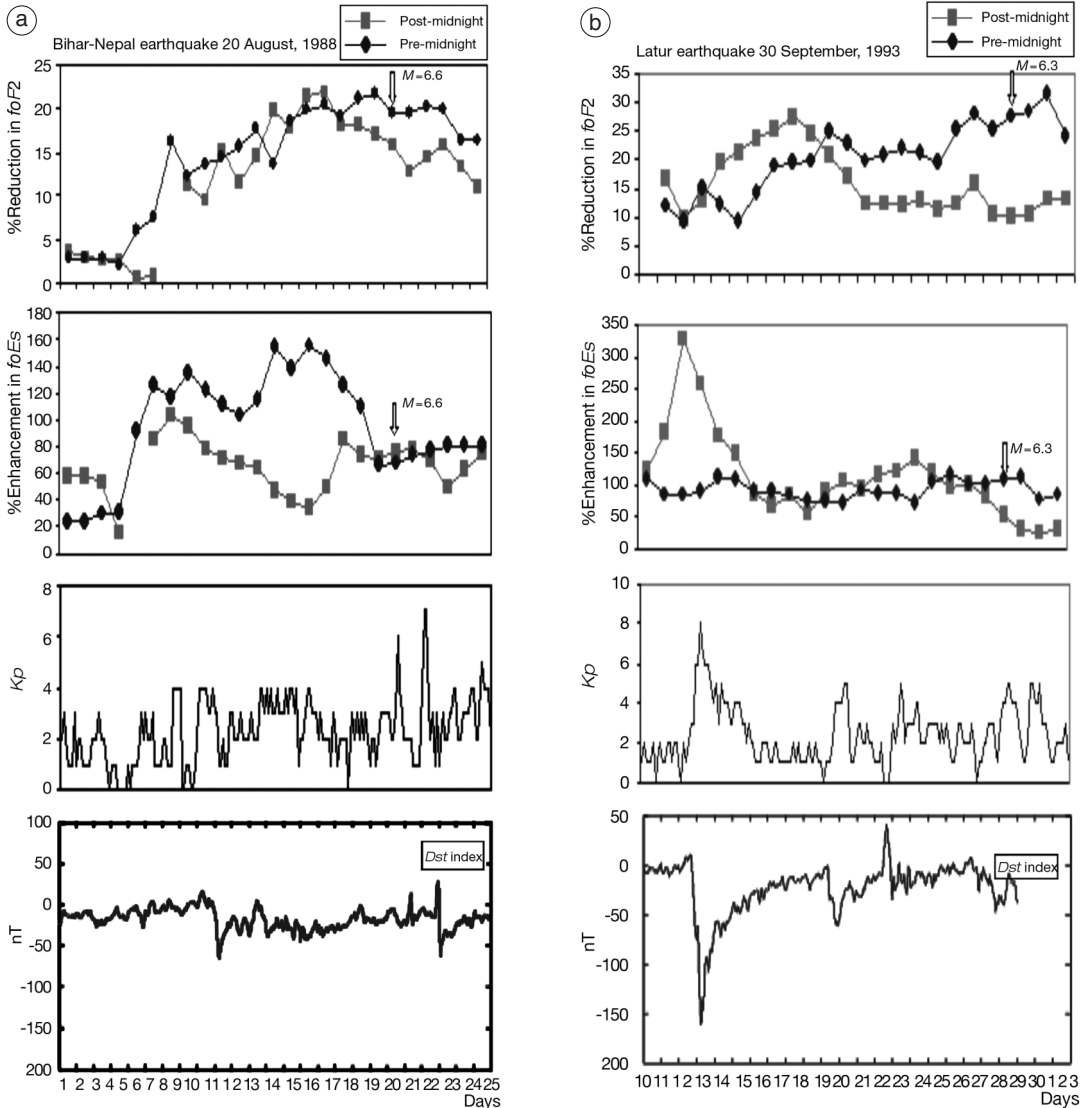 a
Post-midnight
Pre-midnight
Bihar-Nepal earthquake 20 August, 1988
%Reduction in foF2
25
20
15
10
5
0
M=6.6
%Enhancement in foEs
180
160
140
120
100
80
60
40
20
0
M=6.6
Kp
8
6
4
2
0
nT
100
50
0
-50
-100
-150
200
Dst index
1 2 3 4 5 6 7 8 9 10 11 12 13 14 15 16 17 18 19 20 21 22 23 24 25
Days
b
Post-midnight
Pre-midnight
Latur earthquake 30 September, 1993
%Reduction in foF2
35
30
25
20
15
10
5
0
M=6.3
%Enhancement in foEs
350
300
250
200
150
100
50
0
M=6.3
Kp
10
8
6
4
2
0
nT
50
0
-50
-100
-150
-200
Dst index
10 11 12 13 14 15 16 17 18 19 20 21 22 23 24 25 26 27 28 29 30 1 2 3
Days